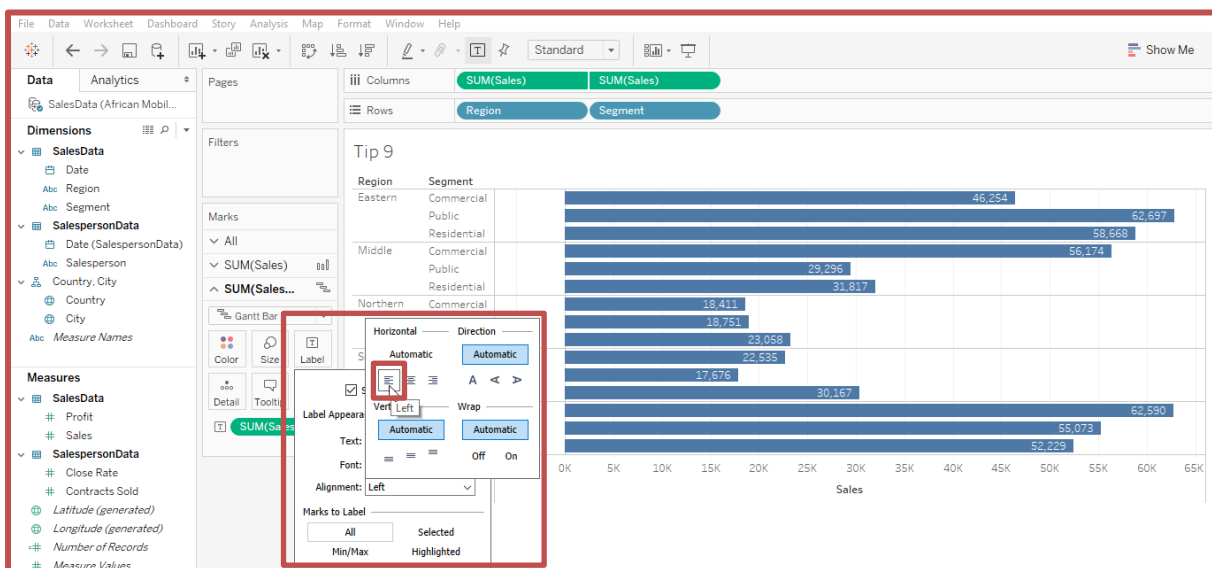 File Data Worksheet Dashboard Story Analysis Map Format Window Help
Standard
Show Me
Data Analytics
SalesData (African Mobil...
Dimensions
SalesData
Date
Abc Region
Abc Segment
SalespersonData
Date (SalespersonData)
Abc Salesperson
Country, City
Country
City
Abc Measure Names
Measures
SalesData
# Profit
# Sales
SalespersonData
# Close Rate
# Contracts Sold
Latitude (generated)
Longitude (generated)
=# Number of Records
# Measure Values
Pages
Filters
Marks
All
SUM(Sales)
SUM(Sales...
Gantt Bar
Color Size Label
Detail
SUM(Sales
iii Columns SUM(Sales) SUM(Sales)
Rows Region Segment
Tip 9
Region Segment
Eastern Commercial 46,254
Public 62,697
Residential 58,668
Middle Commercial 56,174
Public 29,296
Residential 31,817
Northern Commercial 18,411
18,751
23,058
22,535
17,676
30,167
62,590
55,073
52,229
0K 5K 10K 15K 20K 25K 30K 35K 40K 45K 50K 55K 60K 65K
Sales
Horizontal Direction
Automatic Automatic
A A A
Left
Wrap
Automatic Automatic
Off On
Text:
Font:
Alignment: Left
Marks to Label
All Selected
Min/Max Highlighted